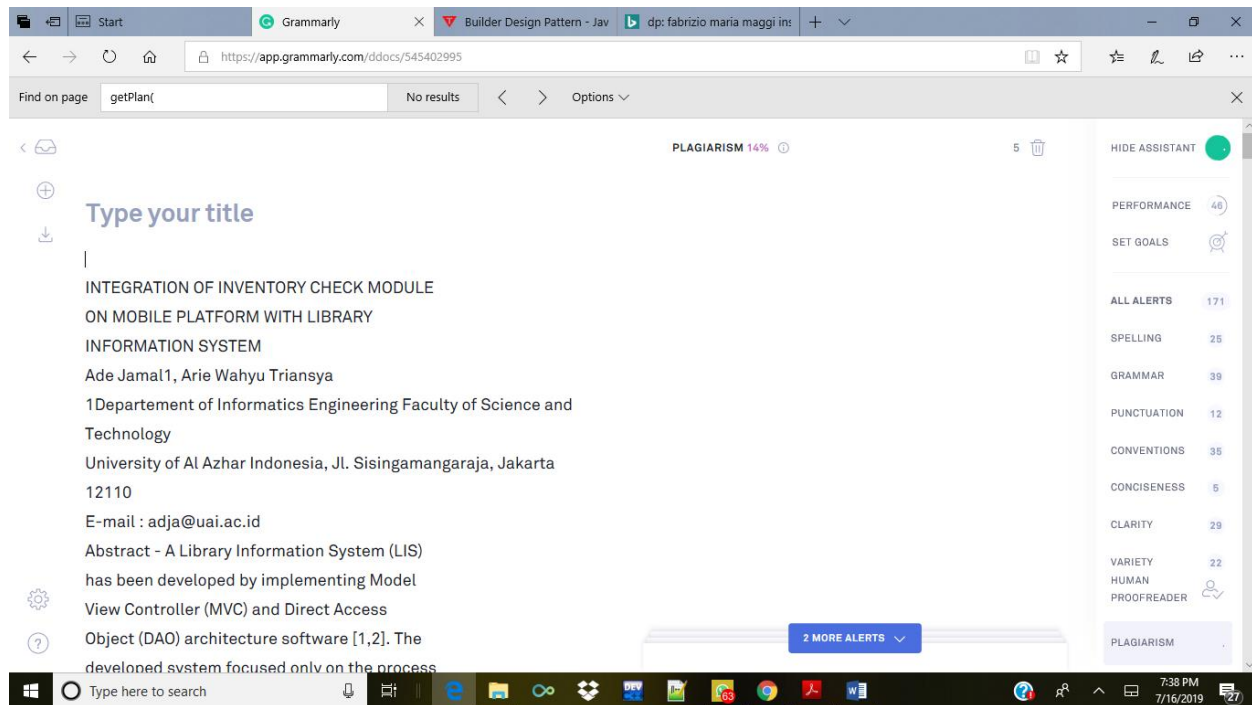 Start
Grammarly
Builder Design Pattern - Jav
dp: fabrizio maria maggi ins
https://app.grammarly.com/ddocs/545402995
Find on page
getPlan(
No results
Options
PLAGIARISM 14%
5
HIDE ASSISTANT
Type your title
PERFORMANCE 46
SET GOALS
INTEGRATION OF INVENTORY CHECK MODULE
ON MOBILE PLATFORM WITH LIBRARY
INFORMATION SYSTEM
Ade Jamal1, Arie Wahyu Triansya
1Departement of Informatics Engineering Faculty of Science and
Technology
University of Al Azhar Indonesia, Jl. Sisingamangaraja, Jakarta
12110
E-mail : adja@uai.ac.id
Abstract - A Library Information System (LIS)
has been developed by implementing Model
View Controller (MVC) and Direct Access
Object (DAO) architecture software [1,2]. The
developed system focused only on the process
ALL ALERTS 171
SPELLING 25
GRAMMAR 39
PUNCTUATION 12
CONVENTIONS 35
CONCISENESS 5
CLARITY 29
VARIETY 22
HUMAN
PROOFREADER
PLAGIARISM
2 MORE ALERTS
Type here to search
DEV
63
7:38 PM
7/16/2019
27